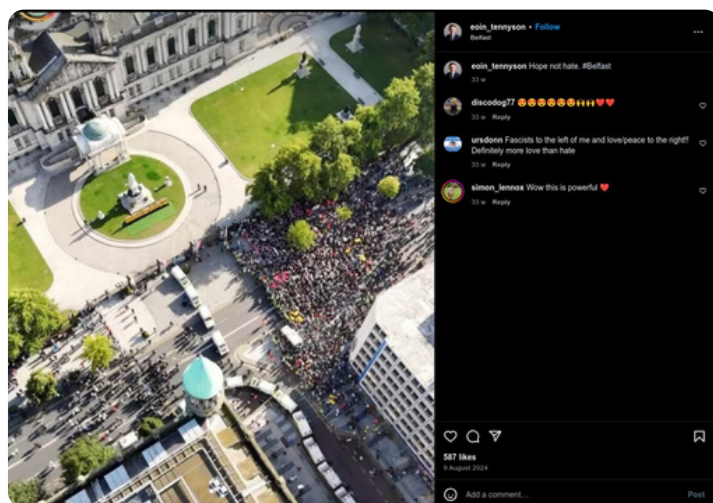 eoin_tennyson • Follow
Belfast
eoin_tennyson Hope not hate. #Belfast
33 w
discodog77 😍😍😍😍😍😍🙌🙌❤️❤️
33 w Reply
ursdonn Fascists to the left of me and love/peace to the right!!
Definitely more love than hate
33 w Reply
simon_lennox Wow this is powerful ❤️
33 w Reply
587 likes
9 August 2024
Add a comment...
Post